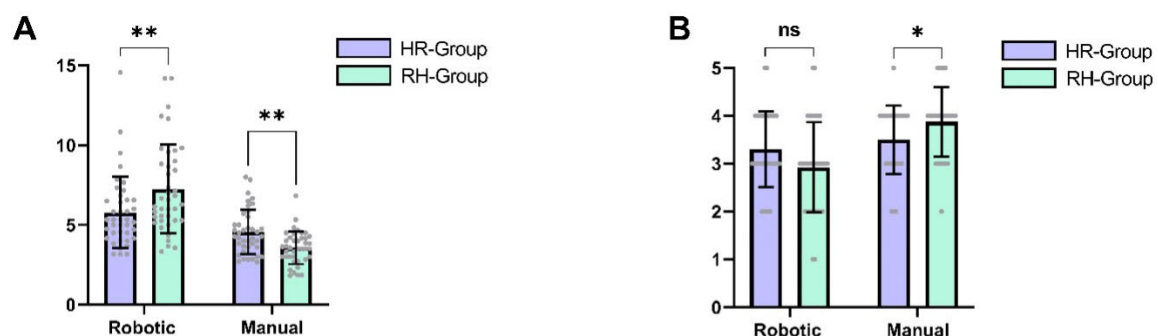 A
**
HR-Group
RH-Group
15
**
10
5
0
Robotic
Manual
B
ns
*
HR-Group
RH-Group
5
4
3
2
1
0
Robotic
Manual